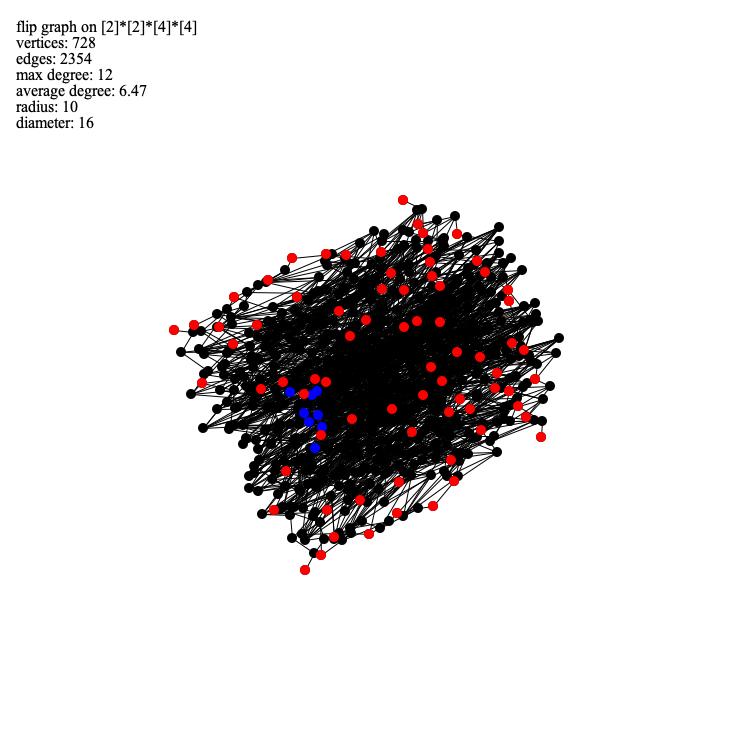 flip graph on [2]*[2]*[4]*[4]
vertices: 728
edges: 2354
max degree: 12
average degree: 6.47
radius: 10
diameter: 16